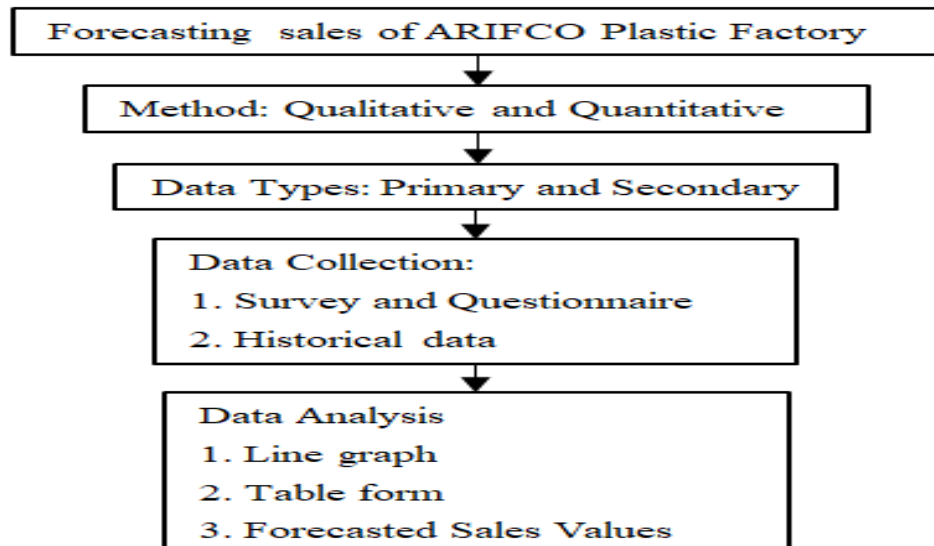 Forecasting sales of ARIFCO Plastic Factory
Method: Qualitative and Quantitative
Data Types: Primary and Secondary
Data Collection:
1. Survey and Questionnaire
2. Historical data
Data Analysis
1. Line graph
2. Table form
3. Forecasted Sales Values